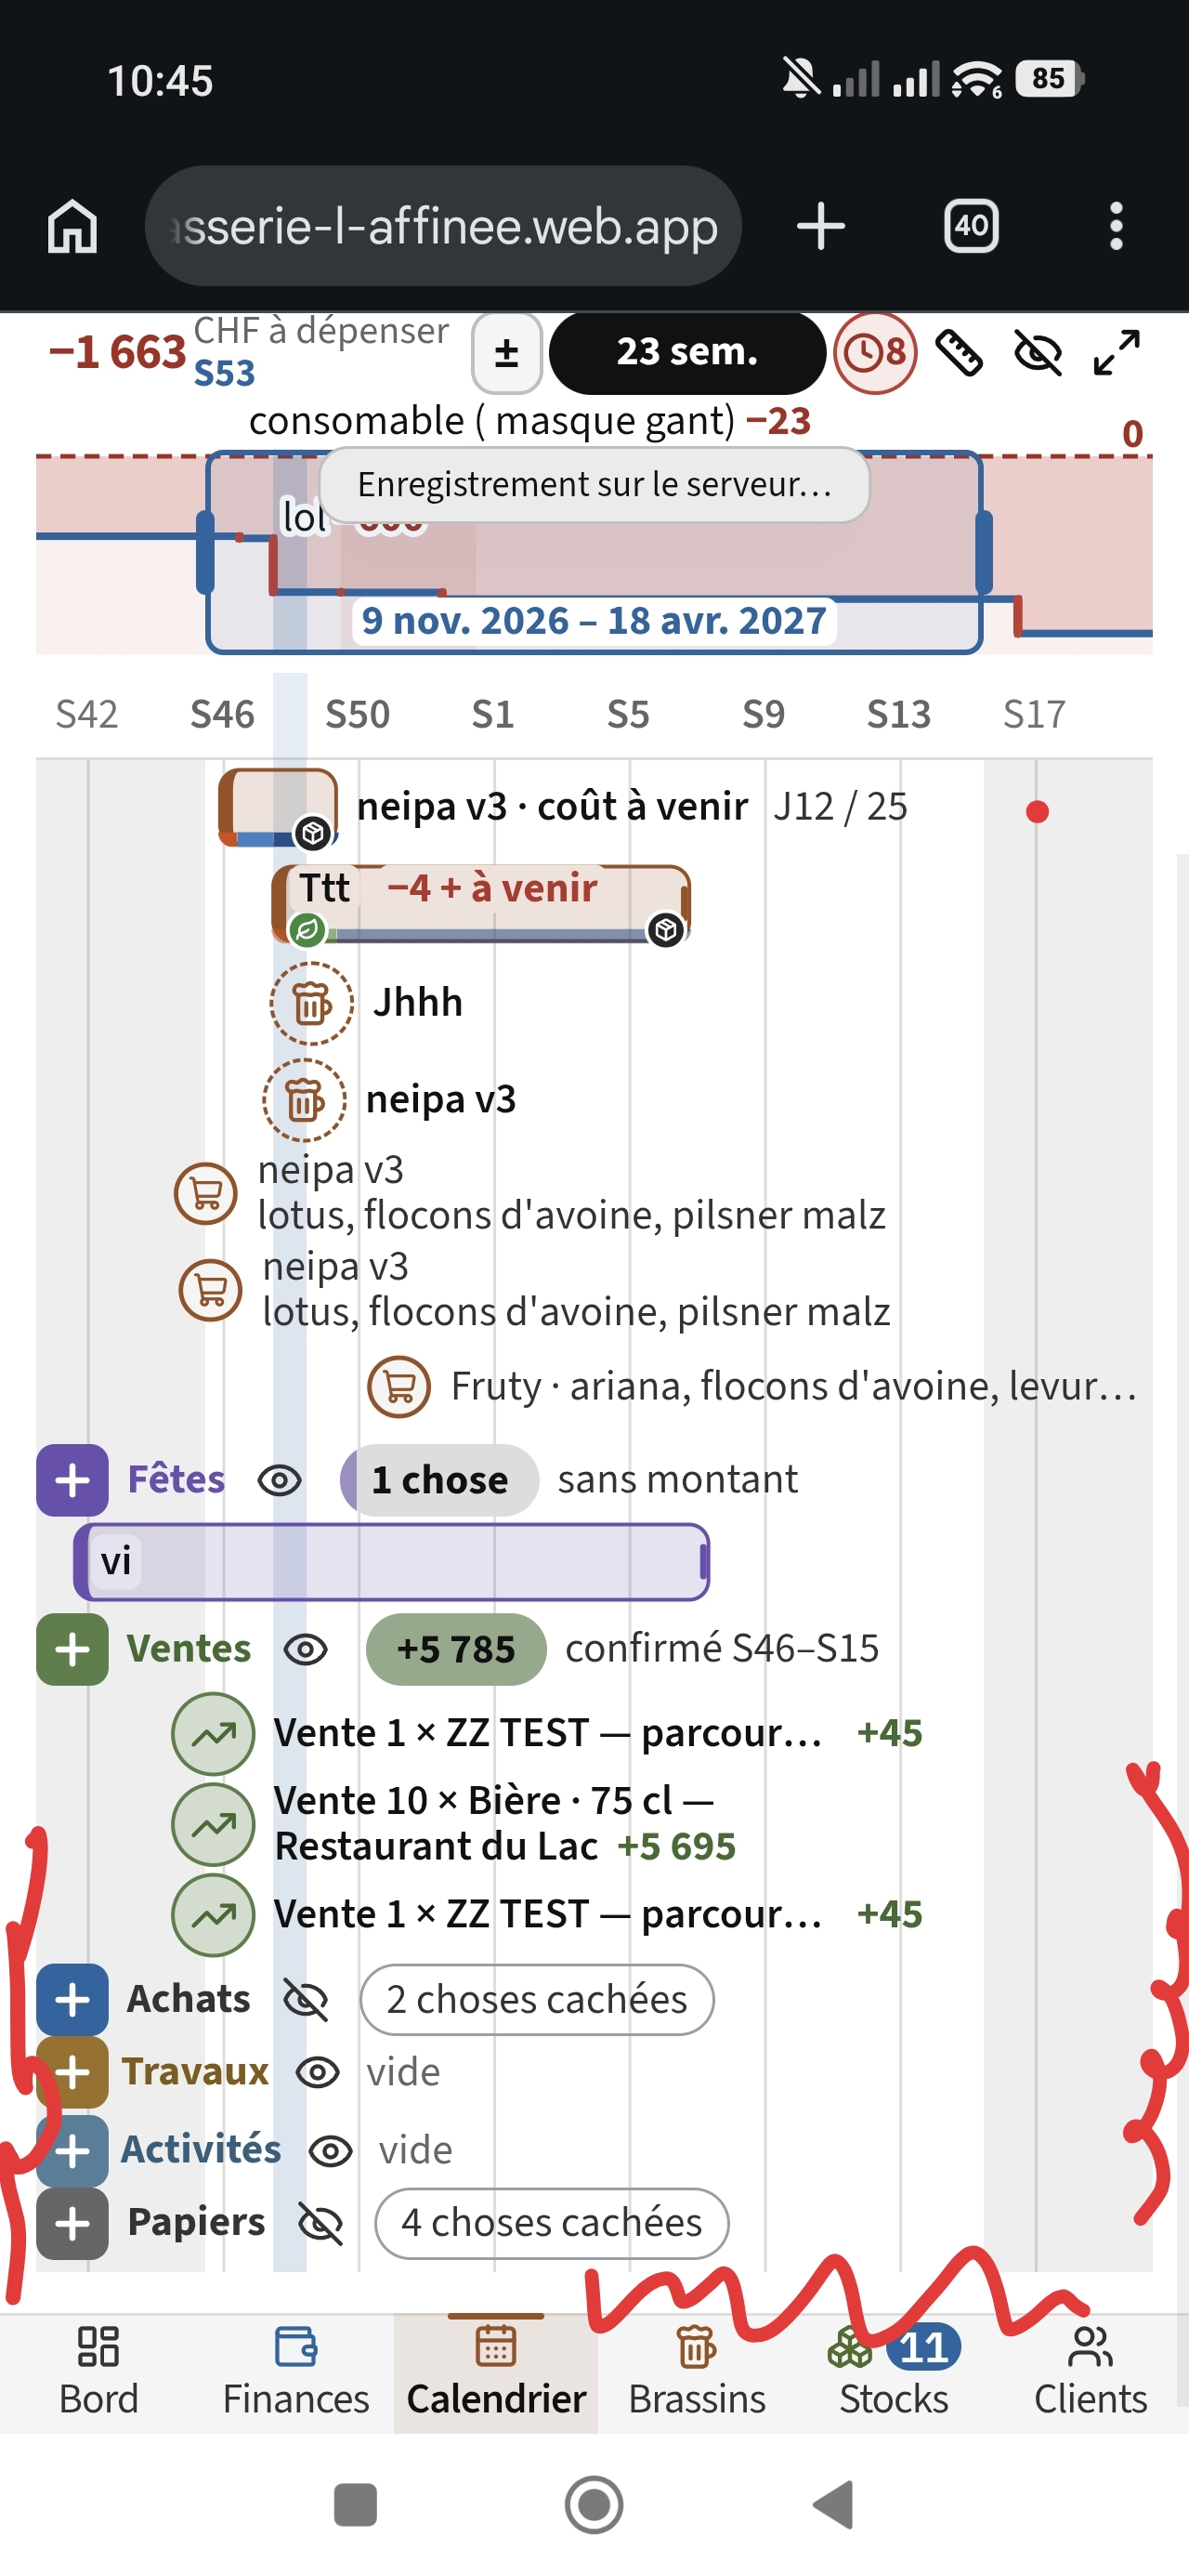 10:45
6
85
asserie-l-affinee.web.app
40
−1 663 CHF à dépenser
S53
±
23 sem.
8
consomable ( masque gant) −23
0
Enregistrement sur le serveur…
lol
9 nov. 2026 – 18 avr. 2027
S42 S46 S50 S1 S5 S9 S13 S17
neipa v3 · coût à venir J12 / 25
Ttt −4 + à venir
Jhhh
neipa v3
neipa v3
lotus, flocons d'avoine, pilsner malz
neipa v3
lotus, flocons d'avoine, pilsner malz
Fruty · ariana, flocons d'avoine, levur…
Fêtes 1 chose sans montant
vi
Ventes +5 785 confirmé S46–S15
Vente 1 × ZZ TEST — parcour… +45
Vente 10 × Bière · 75 cl —
Restaurant du Lac +5 695
Vente 1 × ZZ TEST — parcour… +45
Achats 2 choses cachées
Travaux vide
Activités vide
Papiers 4 choses cachées
11
Bord Finances Calendrier Brassins Stocks Clients